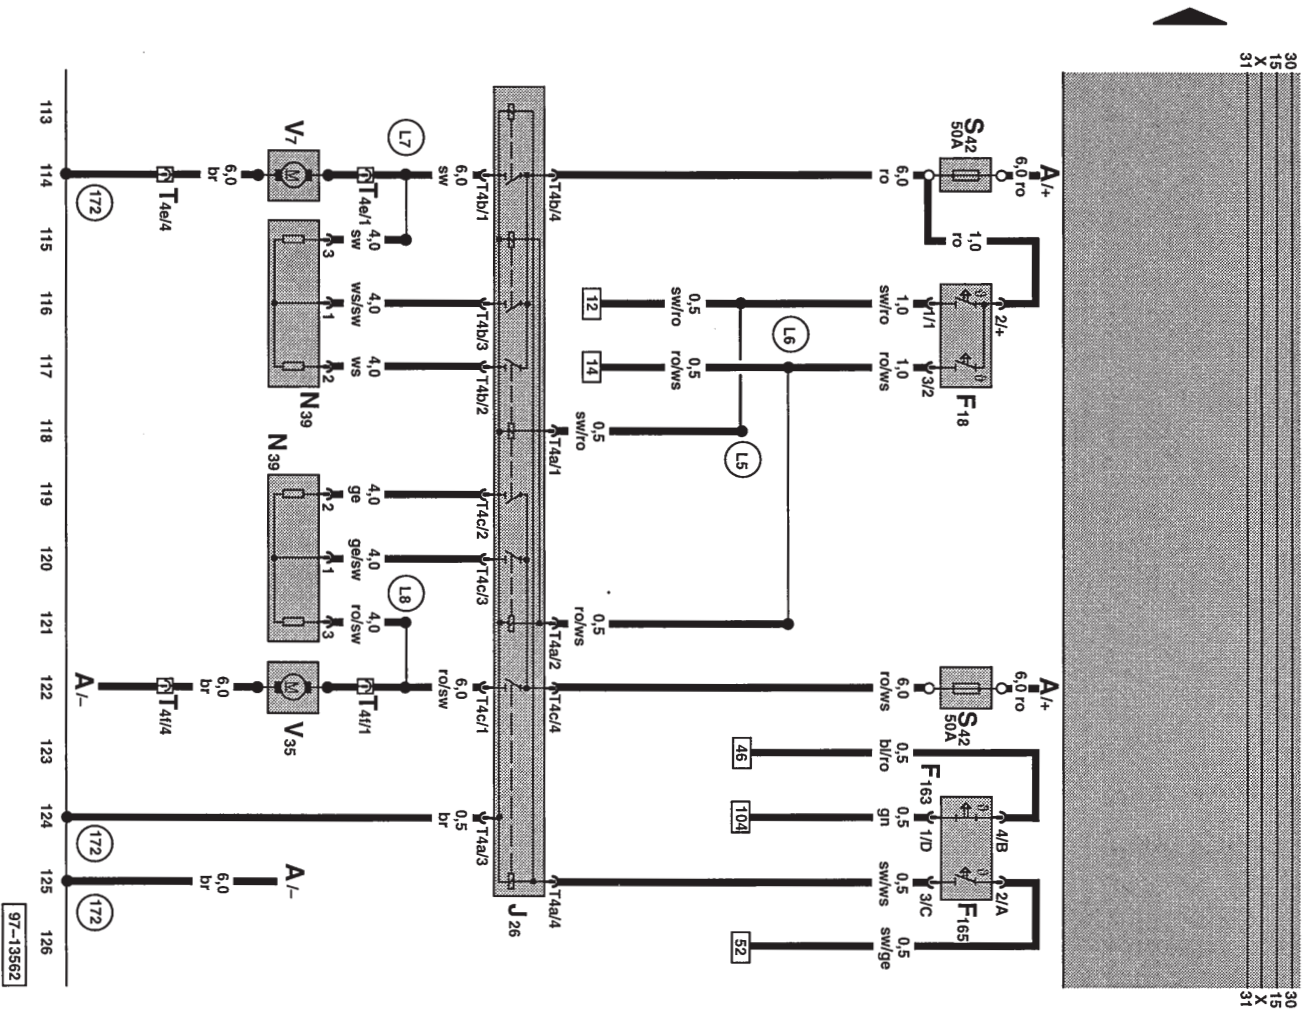 30 30
15 15
X X
31 31
A/+ A/+
6,0 ro 6,0 ro
S42 50A
S42 50A
1,0 ro
2/+ 4/B 2/A
F18 F163 F165
1/1 3/2 1/D 3/C
6,0 ro
1,0 sw/ro
1,0 ro/ws
6,0 ro/ws
0,5 bl/ro
0,5 gn
0,5 sw/ws
0,5 sw/ge
L6
L5
46 104 52
0,5 sw/ro
0,5 ro/ws
12 14
0,5 sw/ro
0,5 ro/ws
T4b/4 T4a/1 T4a/2 T4c/4 T4a/4
J26
T4b/1 T4b/3 T4b/2 T4c/2 T4c/3 T4c/1 T4a/3
6,0 sw
6,0 ro/sw
0,5 br
L7 L8
T4e/1 T4f/1
4,0 sw
4,0 ws/sw
4,0 ws
4,0 ge
4,0 ge/sw
4,0 ro/sw
3 1 2 2 1 3
V7 M N39 N39 M V35
A/–
6,0 br
6,0 br
6,0 br
T4e/4 T4f/4
A/–
172 172 172
113 114 115 116 117 118 119 120 121 122 123 124 125 126
97–13562